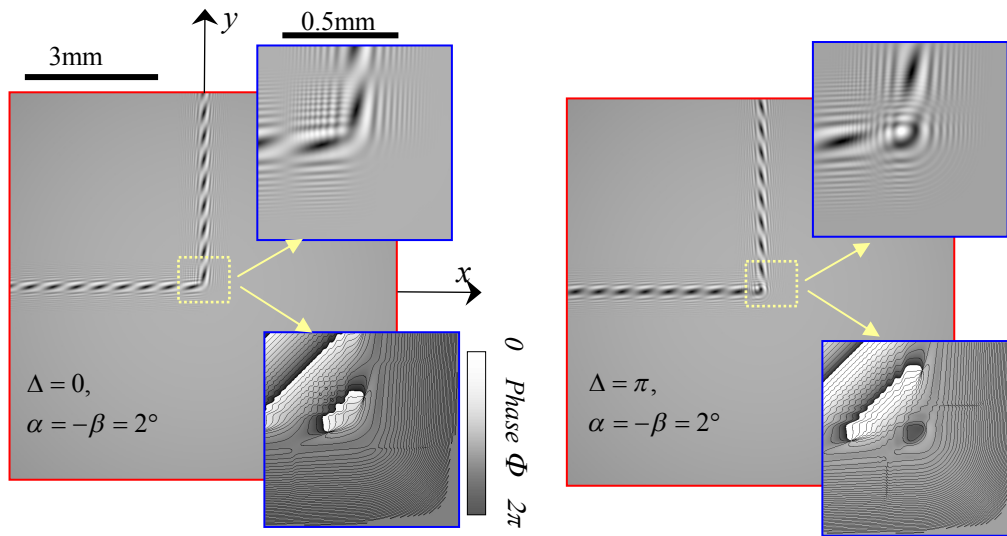 y
0.5mm
3mm
x
0 Phase Φ 2π
Δ = 0,
α = −β = 2°
Δ = π,
α = −β = 2°